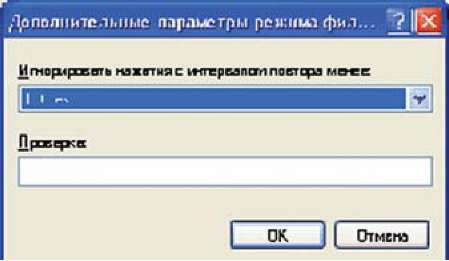 Дополнительные параметры режима фил...
Игнорировать нажатия с интервалом повтора менее:
Проверка:
OK
Отмена